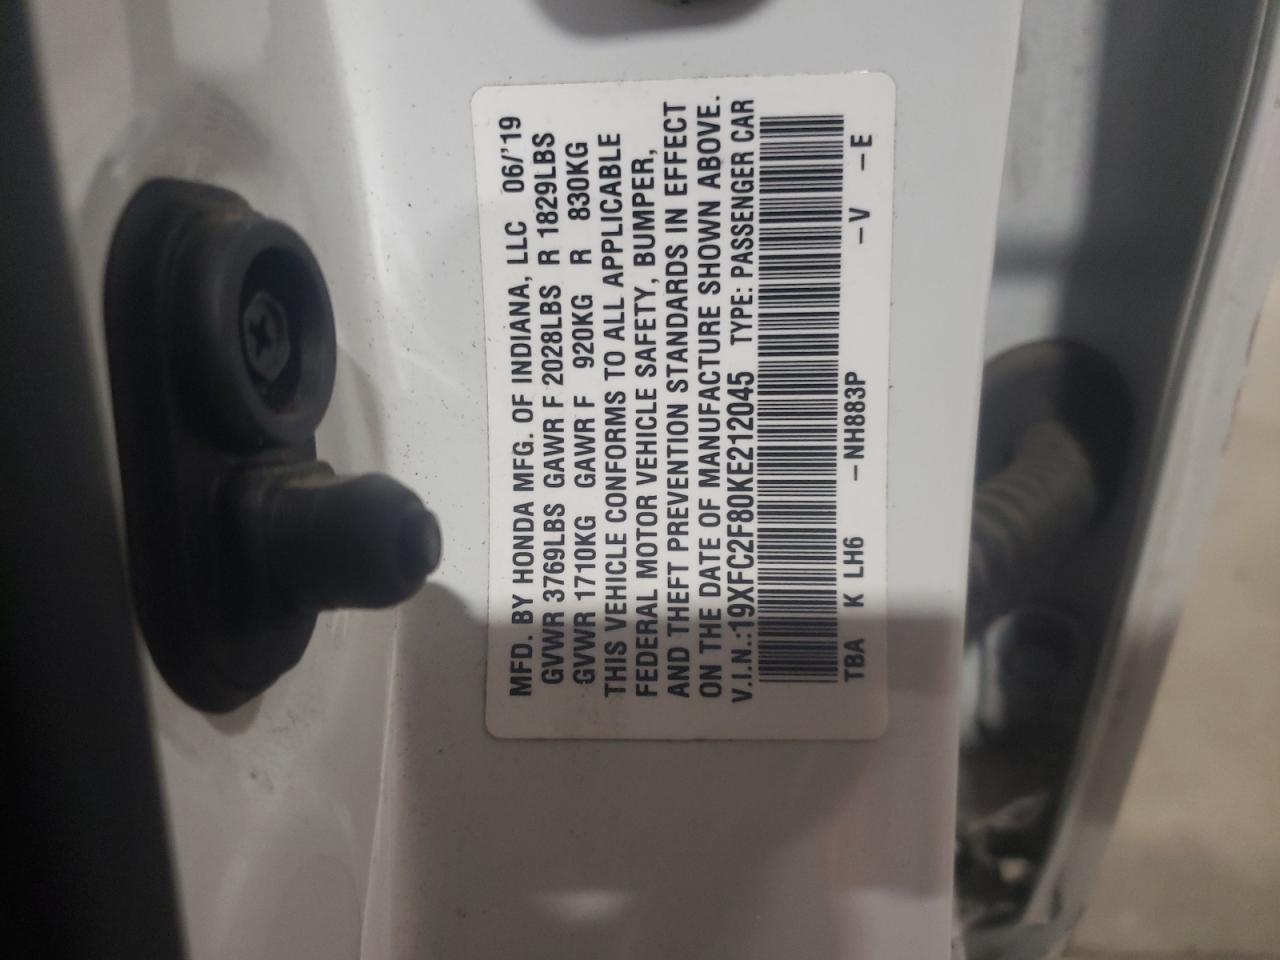 MFD. BY HONDA MFG. OF INDIANA, LLC 06/'19
GVWR 3769LBS GAWR F 2028LBS R 1829LBS
GVWR 1710KG GAWR F 920KG R 830KG
THIS VEHICLE CONFORMS TO ALL APPLICABLE
FEDERAL MOTOR VEHICLE SAFETY, BUMPER,
AND THEFT PREVENTION STANDARDS IN EFFECT
ON THE DATE OF MANUFACTURE SHOWN ABOVE.
V.I.N.:19XFC2F80KE212045 TYPE: PASSENGER CAR
TBA K LH6 -NH883P -V -E